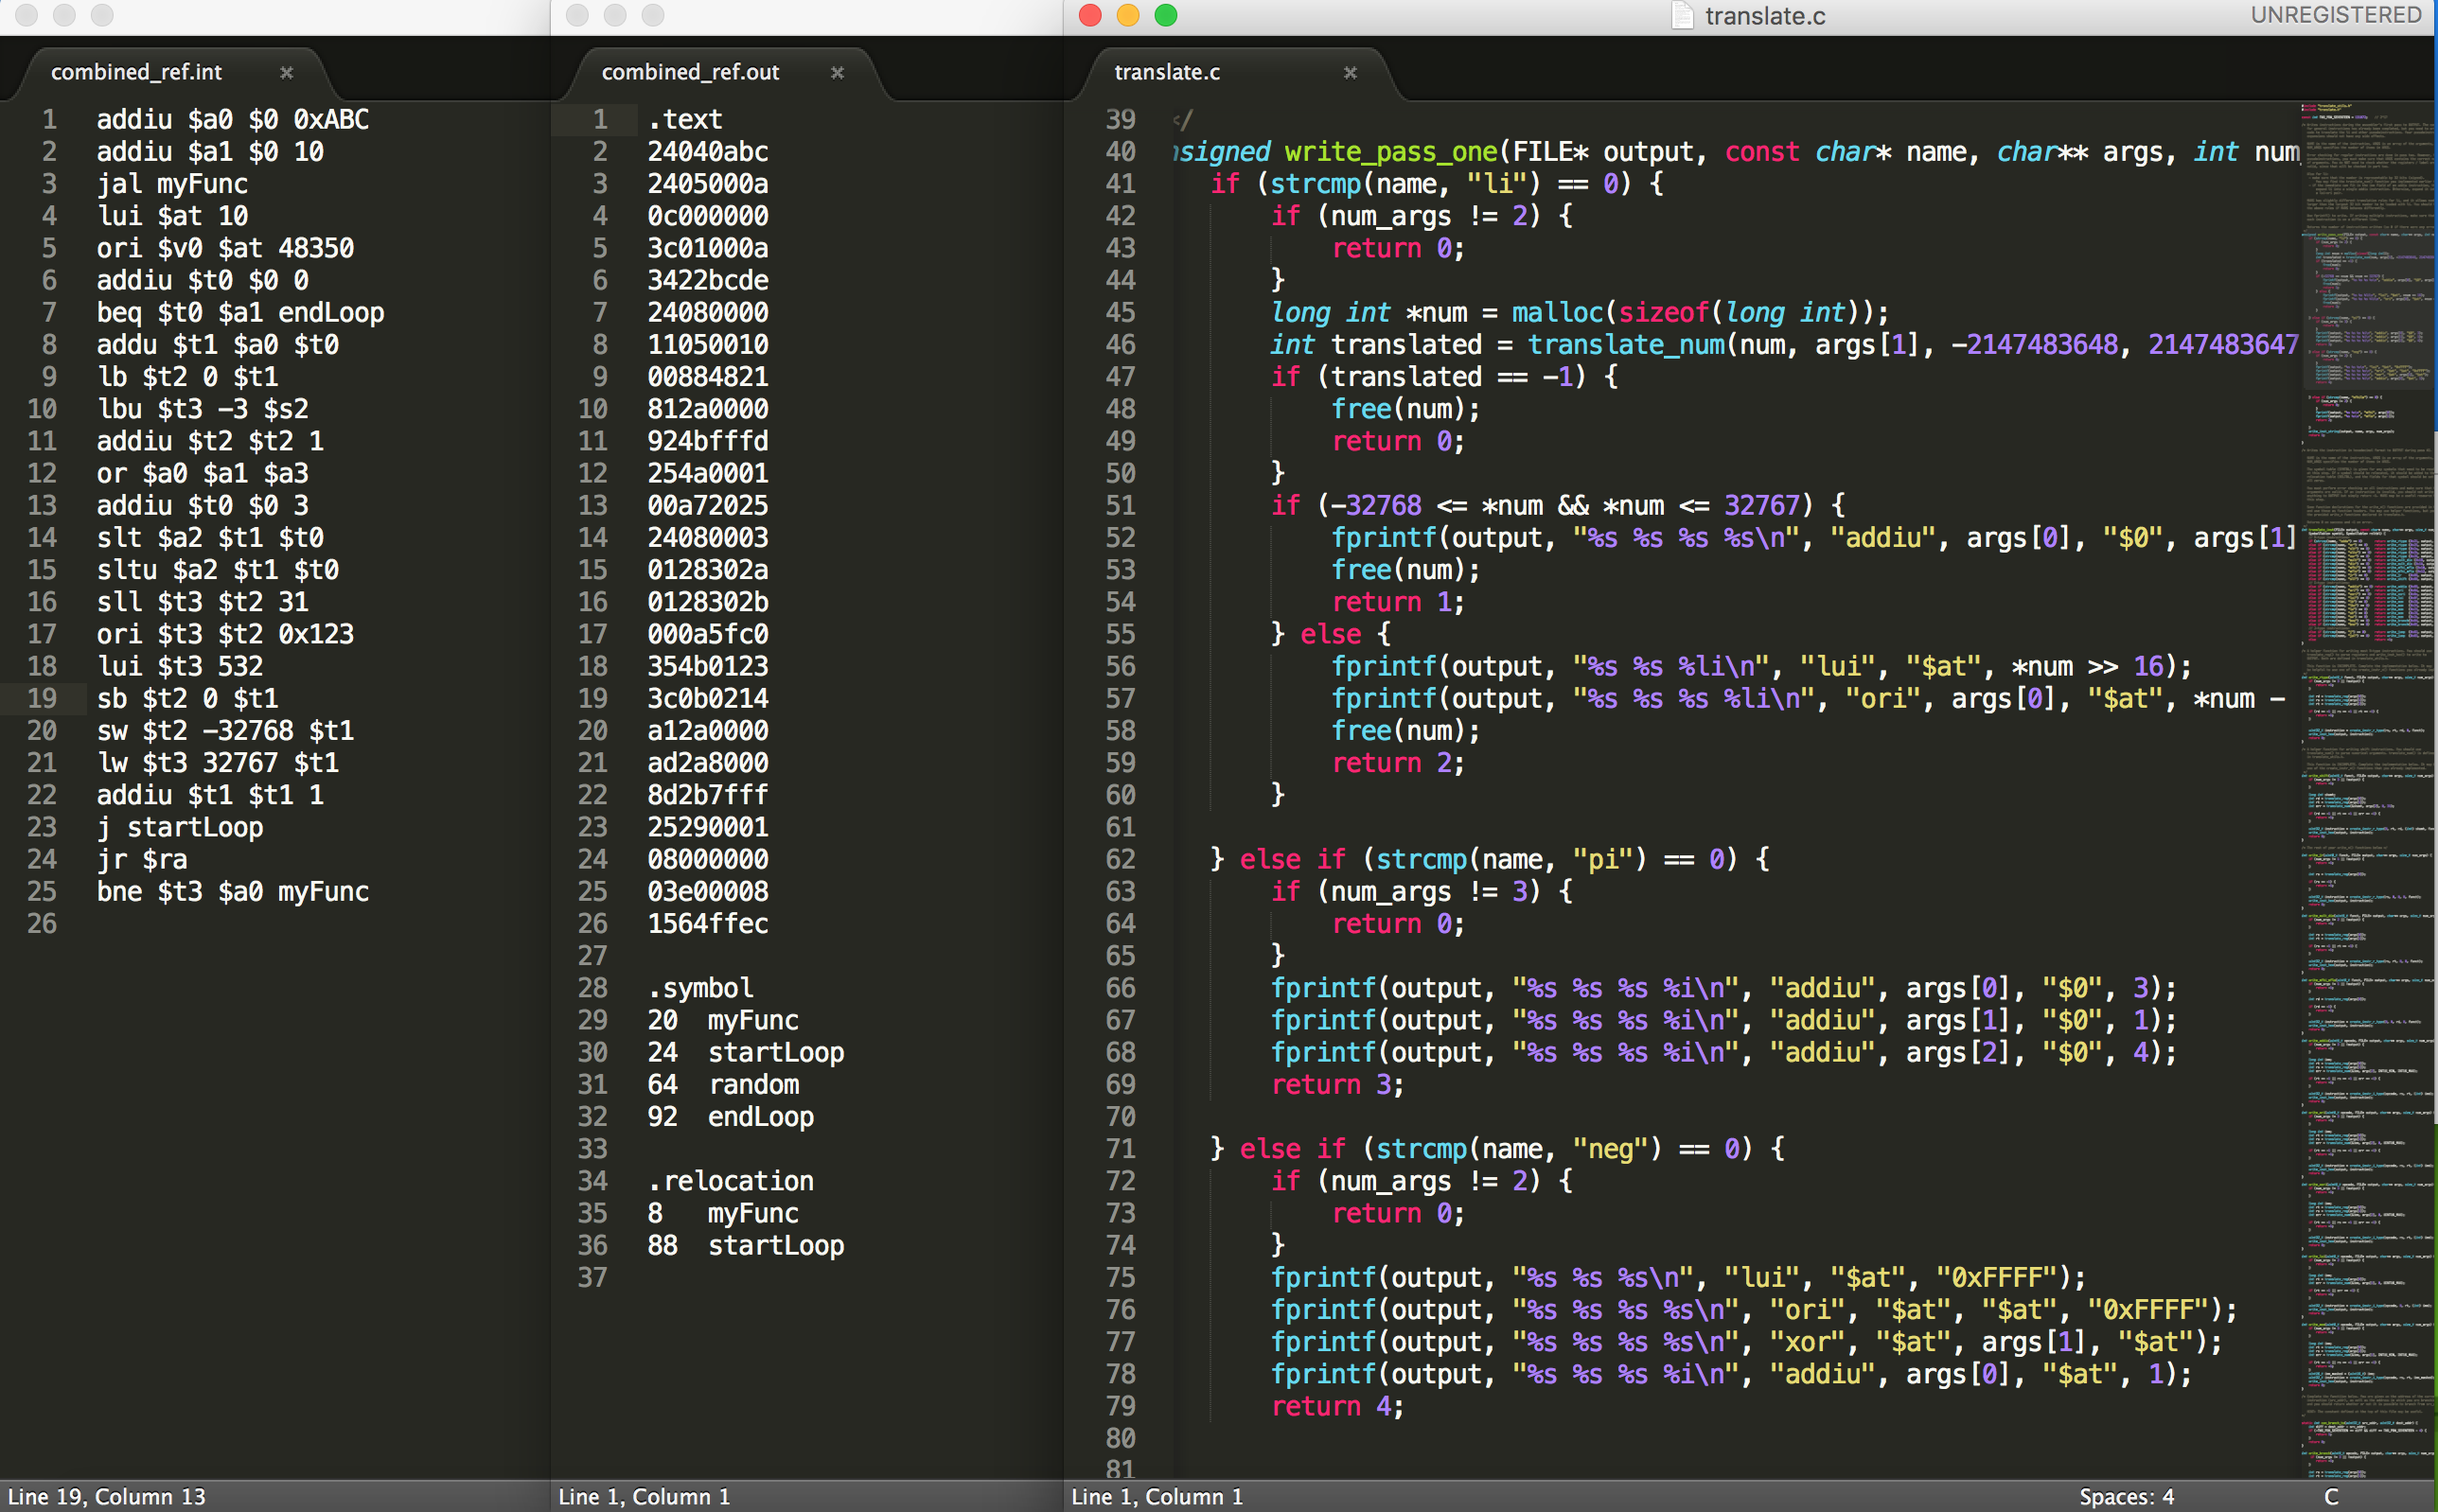 combined_ref.int
1 addiu $a0 $0 0xABC
2 addiu $a1 $0 10
3 jal myFunc
4 lui $at 10
5 ori $v0 $at 48350
6 addiu $t0 $0 0
7 beq $t0 $a1 endLoop
8 addu $t1 $a0 $t0
9 lb $t2 0 $t1
10 lbu $t3 -3 $s2
11 addiu $t2 $t2 1
12 or $a0 $a1 $a3
13 addiu $t0 $0 3
14 slt $a2 $t1 $t0
15 sltu $a2 $t1 $t0
16 sll $t3 $t2 31
17 ori $t3 $t2 0x123
18 lui $t3 532
19 sb $t2 0 $t1
20 sw $t2 -32768 $t1
21 lw $t3 32767 $t1
22 addiu $t1 $t1 1
23 j startLoop
24 jr $ra
25 bne $t3 $a0 myFunc
26
Line 19, Column 13
combined_ref.out
1 .text
2 24040abc
3 2405000a
4 0c000000
5 3c01000a
6 3422bcde
7 24080000
8 11050010
9 00884821
10 812a0000
11 924bfffd
12 254a0001
13 00a72025
14 24080003
15 0128302a
16 0128302b
17 000a5fc0
18 354b0123
19 3c0b0214
20 a12a0000
21 ad2a8000
22 8d2b7fff
23 25290001
24 08000000
25 03e00008
26 1564ffec
27
28 .symbol
29 20 myFunc
30 24 startLoop
31 64 random
32 92 endLoop
33
34 .relocation
35 8 myFunc
36 88 startLoop
37
Line 1, Column 1
translate.c
UNREGISTERED
translate.c
39 </
40 nsigned write_pass_one(FILE* output, const char* name, char** args, int num
41 if (strcmp(name, "li") == 0) {
42 if (num_args != 2) {
43 return 0;
44 }
45 long int *num = malloc(sizeof(long int));
46 int translated = translate_num(num, args[1], -2147483648, 2147483647
47 if (translated == -1) {
48 free(num);
49 return 0;
50 }
51 if (-32768 <= *num && *num <= 32767) {
52 fprintf(output, "%s %s %s %s\n", "addiu", args[0], "$0", args[1]
53 free(num);
54 return 1;
55 } else {
56 fprintf(output, "%s %s %li\n", "lui", "$at", *num >> 16);
57 fprintf(output, "%s %s %s %li\n", "ori", args[0], "$at", *num -
58 free(num);
59 return 2;
60 }
61
62 } else if (strcmp(name, "pi") == 0) {
63 if (num_args != 3) {
64 return 0;
65 }
66 fprintf(output, "%s %s %s %i\n", "addiu", args[0], "$0", 3);
67 fprintf(output, "%s %s %s %i\n", "addiu", args[1], "$0", 1);
68 fprintf(output, "%s %s %s %i\n", "addiu", args[2], "$0", 4);
69 return 3;
70
71 } else if (strcmp(name, "neg") == 0) {
72 if (num_args != 2) {
73 return 0;
74 }
75 fprintf(output, "%s %s %s\n", "lui", "$at", "0xFFFF");
76 fprintf(output, "%s %s %s %s\n", "ori", "$at", "$at", "0xFFFF");
77 fprintf(output, "%s %s %s %s\n", "xor", "$at", args[1], "$at");
78 fprintf(output, "%s %s %s %i\n", "addiu", args[0], "$at", 1);
79 return 4;
80
81
Line 1, Column 1
Spaces: 4
C